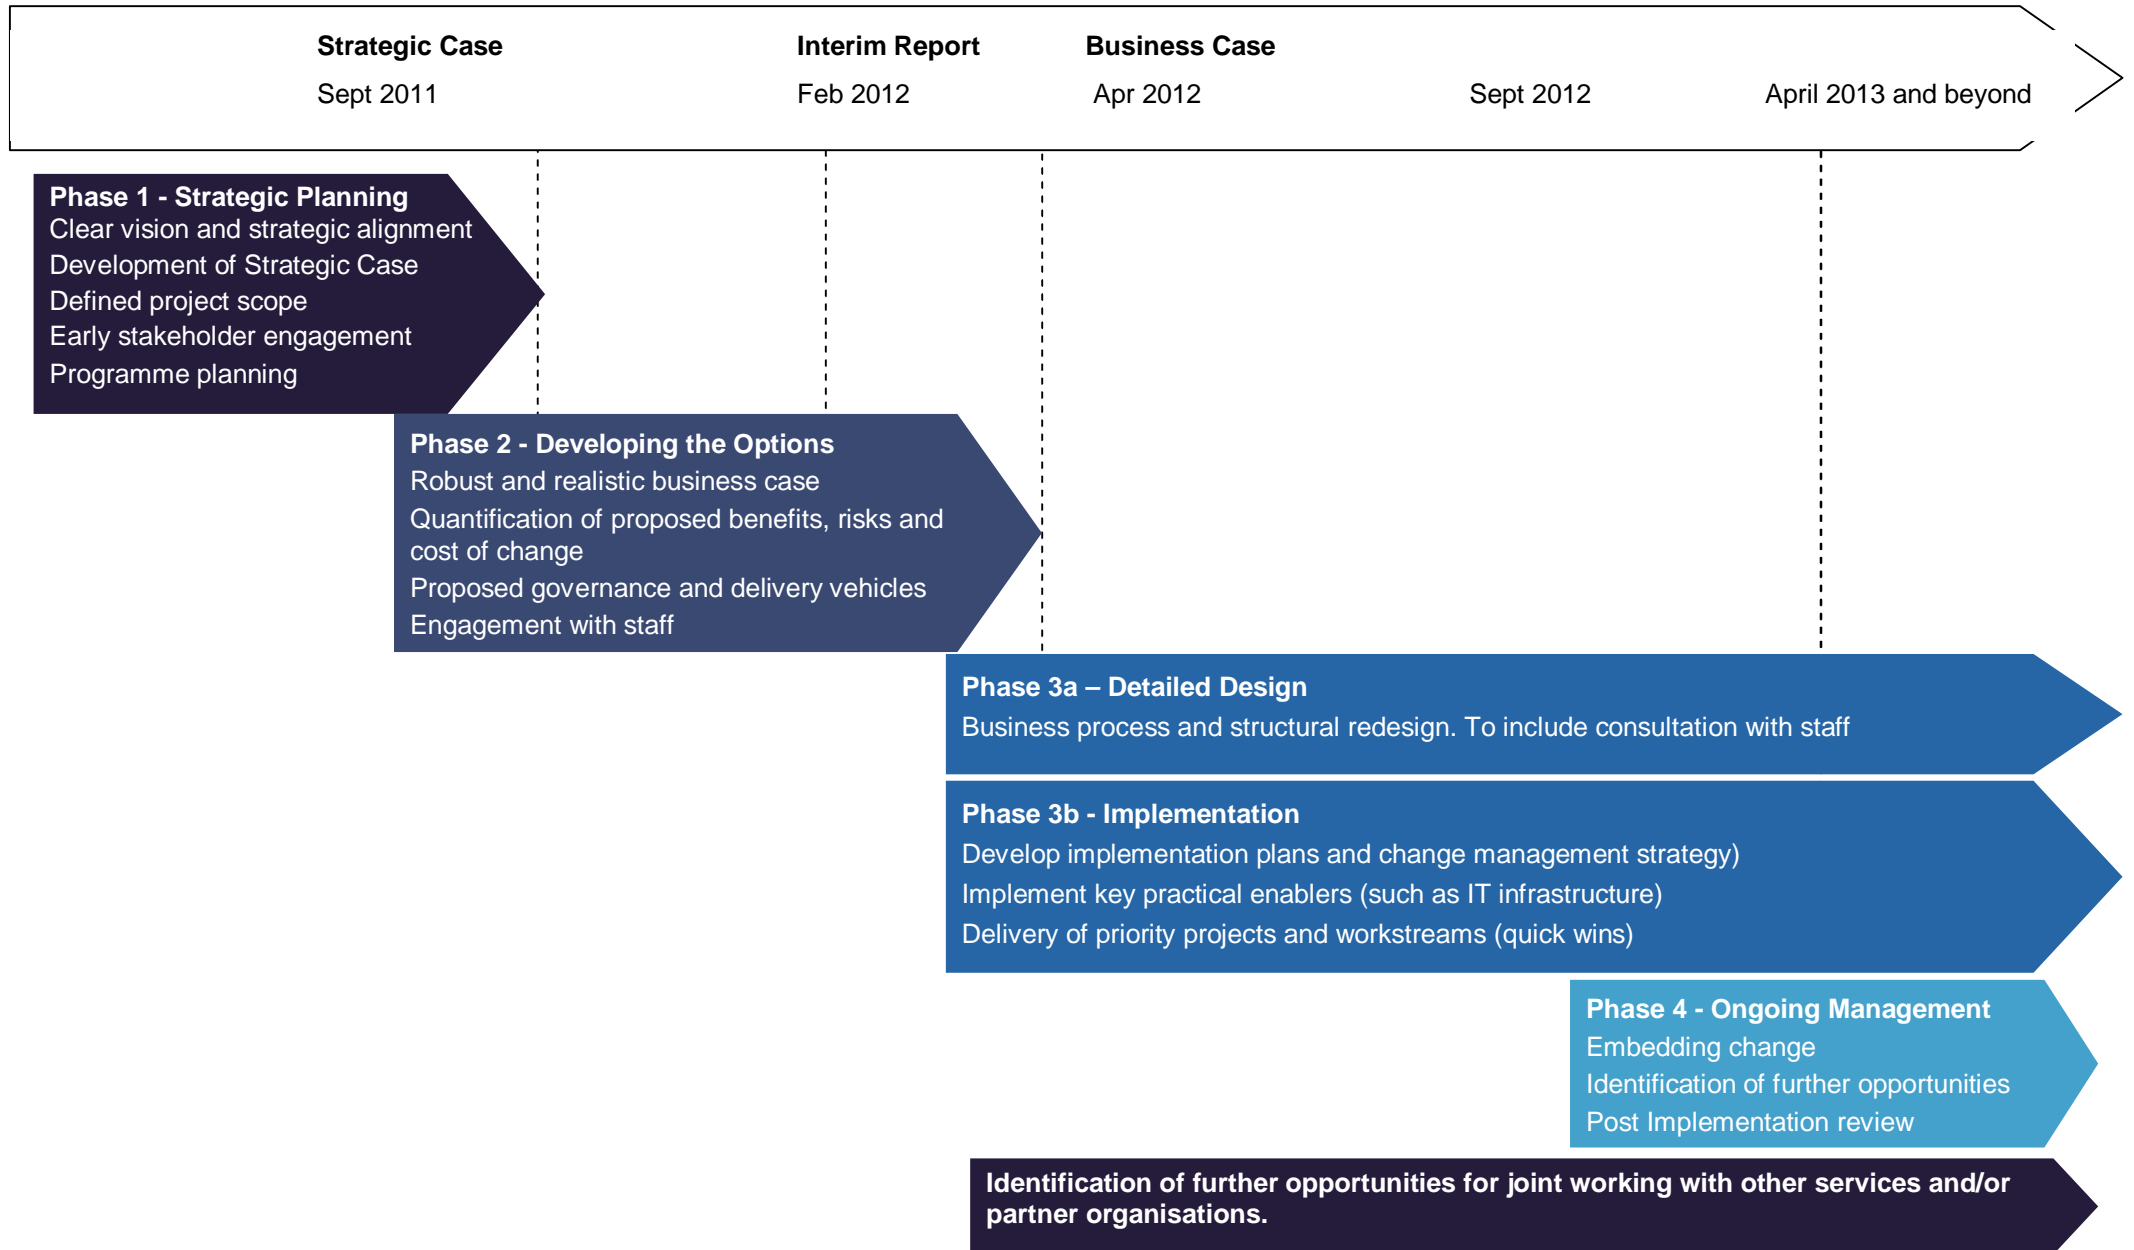 Strategic Case
Interim Report
Business Case
Sept 2011
Feb 2012
Apr 2012
Sept 2012
April 2013 and beyond
Phase 1 - Strategic Planning
Clear vision and strategic alignment
Development of Strategic Case
Defined project scope
Early stakeholder engagement
Programme planning
Phase 2 - Developing the Options
Robust and realistic business case
Quantification of proposed benefits, risks and
cost of change
Proposed governance and delivery vehicles
Engagement with staff
Phase 3a – Detailed Design
Business process and structural redesign. To include consultation with staff
Phase 3b - Implementation
Develop implementation plans and change management strategy)
Implement key practical enablers (such as IT infrastructure)
Delivery of priority projects and workstreams (quick wins)
Phase 4 - Ongoing Management
Embedding change
Identification of further opportunities
Post Implementation review
Identification of further opportunities for joint working with other services and/or
partner organisations.